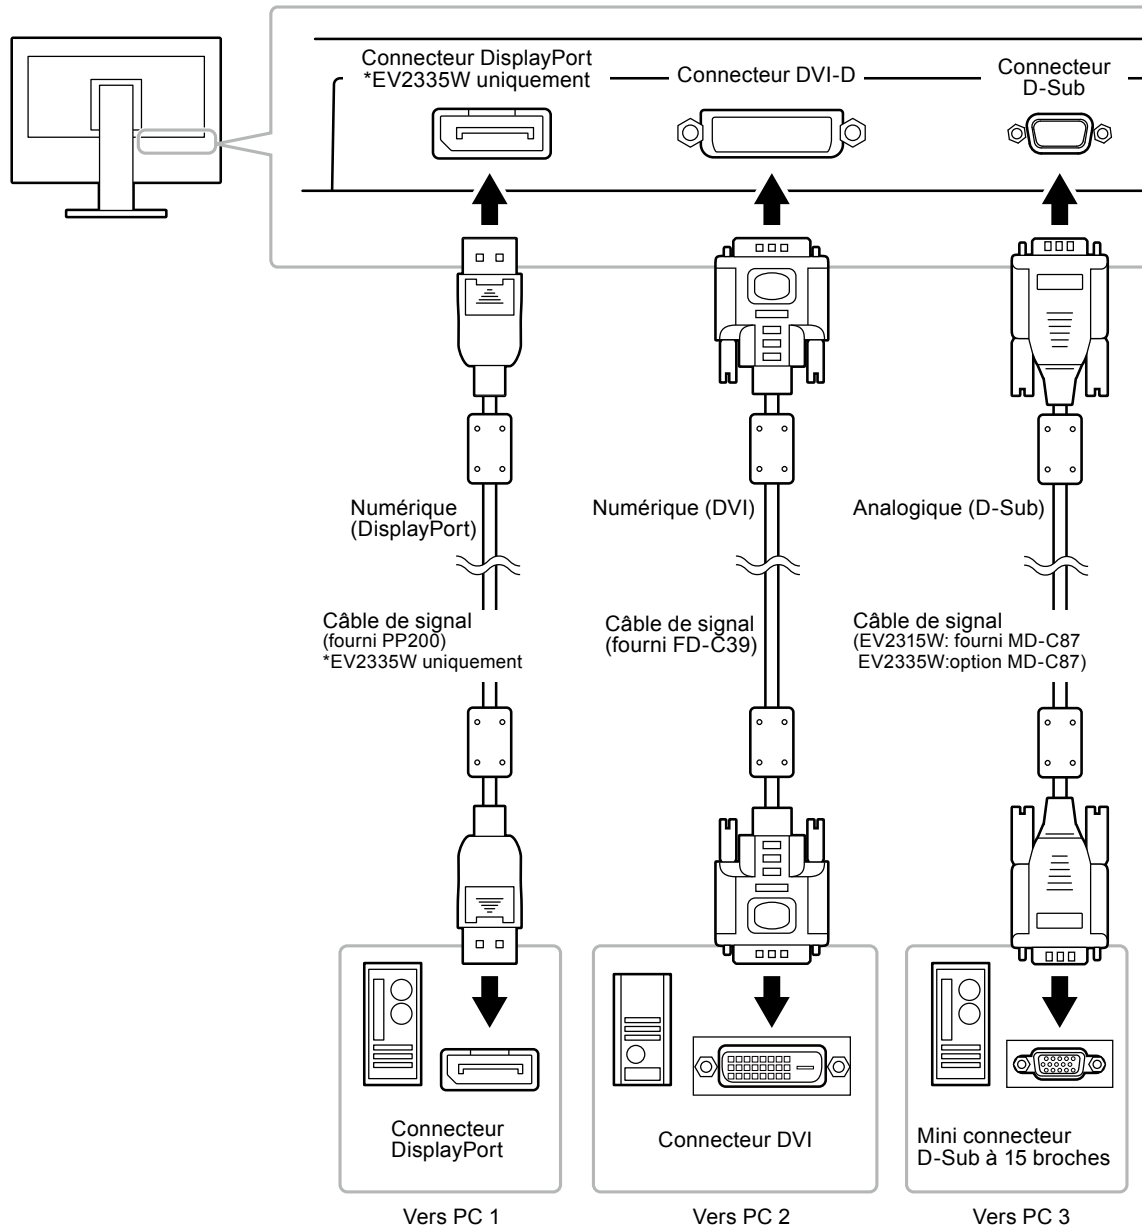 Connecteur DisplayPort
*EV2335W uniquement
Connecteur DVI-D
Connecteur
D-Sub
Numérique
(DisplayPort)
Numérique (DVI)
Analogique (D-Sub)
Câble de signal
(fourni PP200)
*EV2335W uniquement
Câble de signal
(fourni FD-C39)
Câble de signal
(EV2315W: fourni MD-C87
EV2335W:option MD-C87)
Connecteur
DisplayPort
Connecteur DVI
Mini connecteur
D-Sub à 15 broches
Vers PC 1
Vers PC 2
Vers PC 3